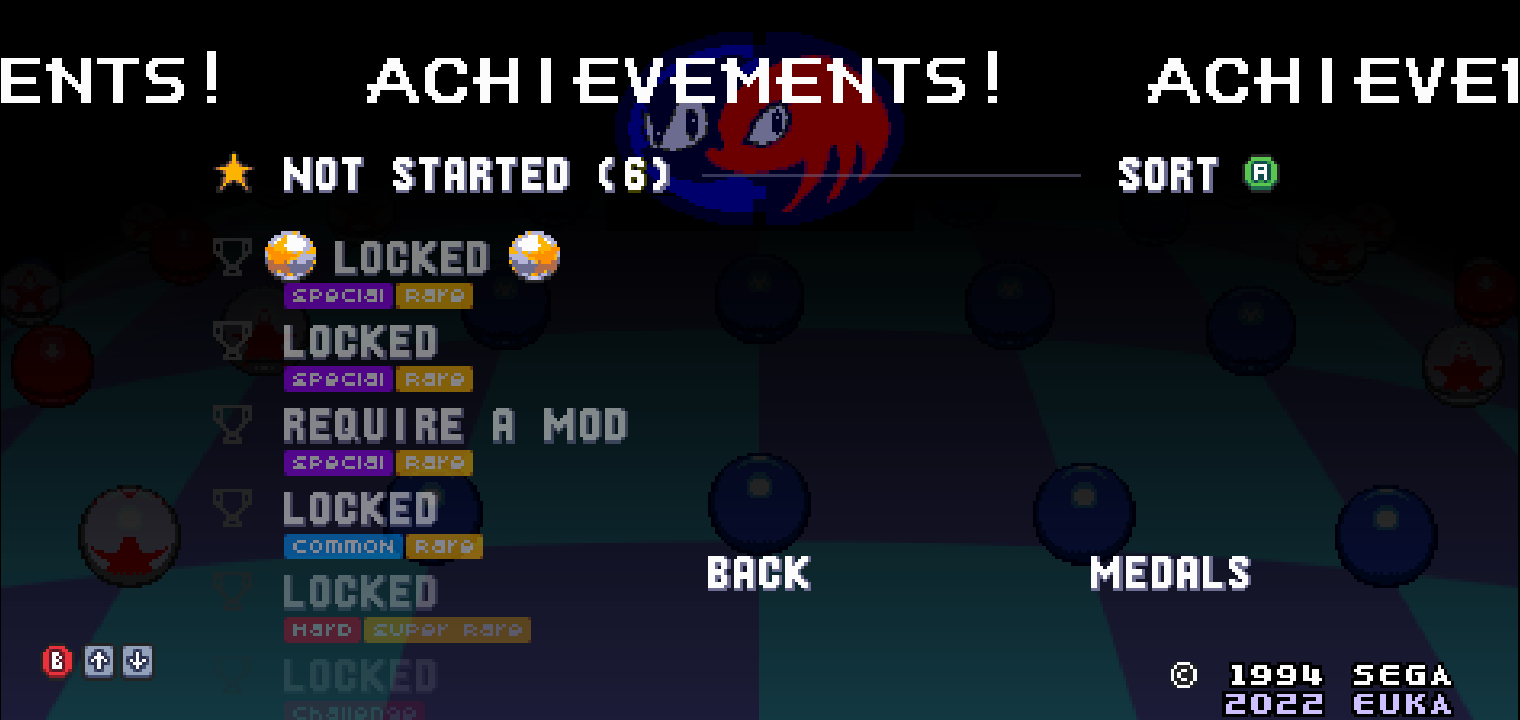 ENTS! ACHIEVEMENTS! ACHIEVE
NOT STARTED (6) SORT A
LOCKED
SPECIAL RARE
LOCKED
SPECIAL RARE
REQUIRE A MOD
SPECIAL RARE
LOCKED
COMMON RARE
BACK MEDALS
LOCKED
HARD SUPER RARE
B
LOCKED
Challenge
© 1994 SEGA
2022 EUKA